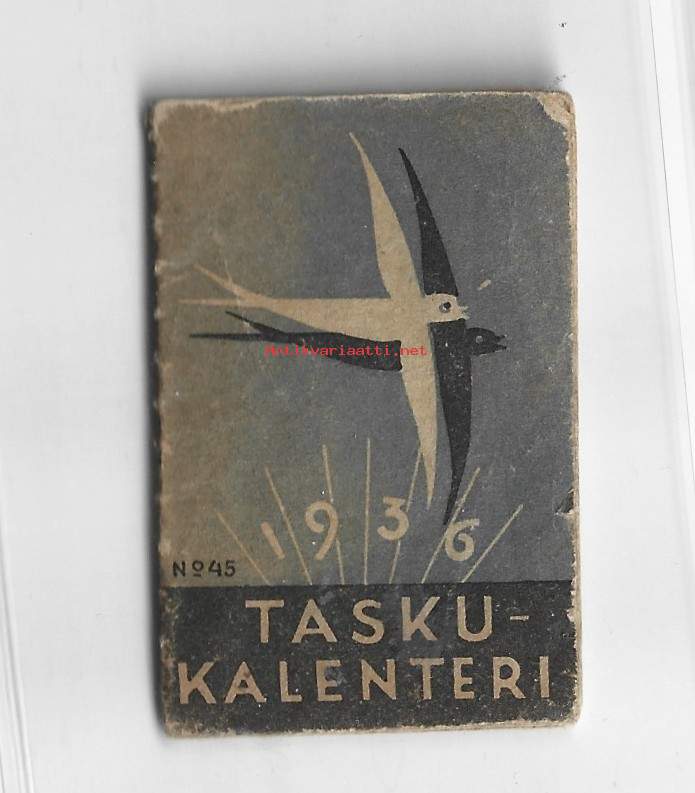 Antikvariaatti.net
1936
Nº45
TASKU-
KALENTERI